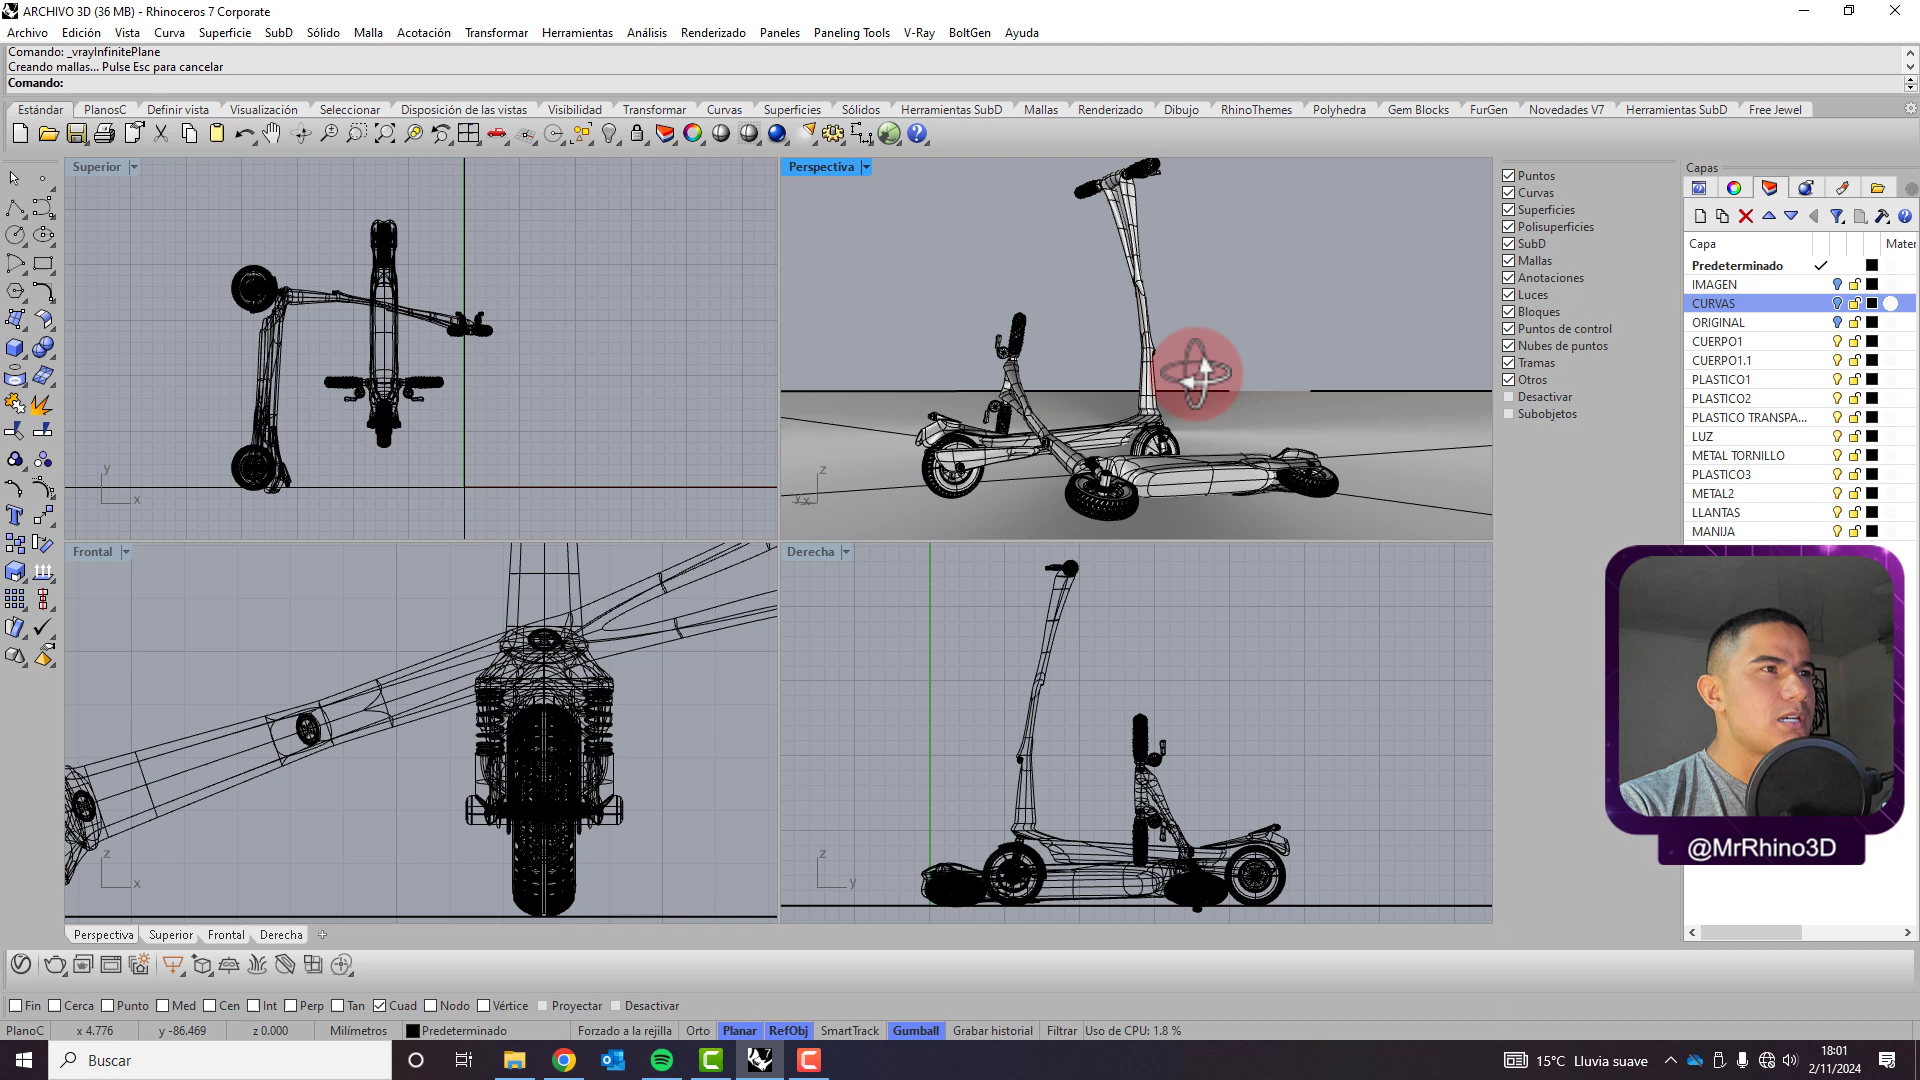 ARCHIVO 3D (36 MB) - Rhinoceros 7 Corporate
Archivo Edición Vista Curva Superficie SubD Sólido Malla Acotación Transformar Herramientas Análisis Renderizado Paneles Paneling Tools V-Ray BoltGen Ayuda
Comando: _vrayInfinitePlane
Creando mallas... Pulse Esc para cancelar
Comando:
Estándar PlanosC Definir vista Visualización Seleccionar Disposición de las vistas Visibilidad Transformar Curvas Superficies Sólidos Herramientas SubD Mallas Renderizado Dibujo RhinoThemes Polyhedra Gem Blocks FurGen Novedades V7 Herramientas SubD Free Jewel
Superior
y
x
Perspectiva
z
y x
Frontal
z
x
Derecha
z
y
Puntos
Curvas
Superficies
Polisuperficies
SubD
Mallas
Anotaciones
Luces
Bloques
Puntos de control
Nubes de puntos
Tramas
Otros
Desactivar
Subobjetos
Capas
Capa Mater
Predeterminado
IMAGEN
CURVAS
ORIGINAL
CUERPO1
CUERPO1.1
PLASTICO1
PLASTICO2
PLASTICO TRANSPA...
LUZ
METAL TORNILLO
PLASTICO3
METAL2
LLANTAS
MANIJA
@MrRhino3D
Perspectiva Superior Frontal Derecha
Fin Cerca Punto Med Cen Int Perp Tan Cuad Nodo Vértice Proyectar Desactivar
PlanoC x 4.776 y -86.469 z 0.000 Milímetros Predeterminado Forzado a la rejilla Orto Planar RefObj SmartTrack Gumball Grabar historial Filtrar Uso de CPU: 1.8 %
Buscar
15°C Lluvia suave
18:01
2/11/2024